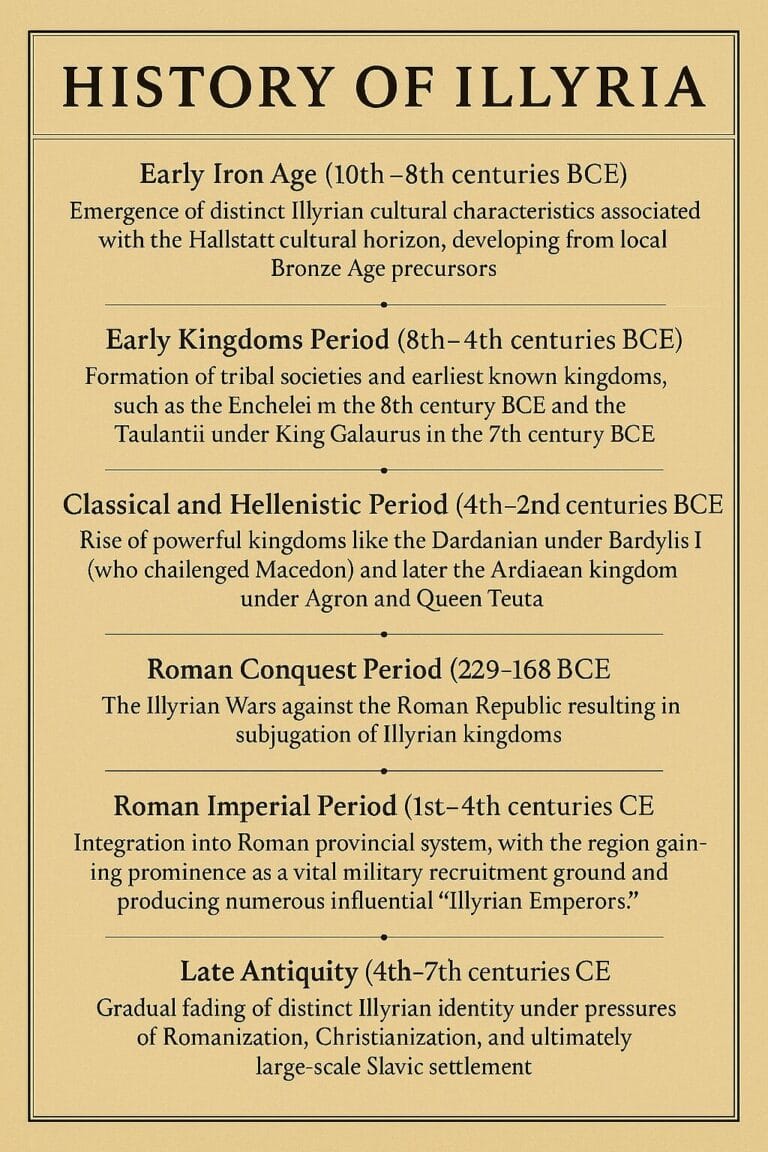 HISTORY OF ILLYRIA
Early Iron Age (10th–8th centuries BCE)
Emergence of distinct Illyrian cultural characteristics associated
with the Hallstatt cultural horizon, developing from local
Bronze Age precursors
Early Kingdoms Period (8th–4th centuries BCE)
Formation of tribal societies and earliest known kingdoms,
such as the Enchelei m the 8th century BCE and the
Taulantii under King Galaurus in the 7th century BCE
Classical and Hellenistic Period (4th–2nd centuries BCE
Rise of powerful kingdoms like the Dardanian under Bardylis I
(who chailenged Macedon) and later the Ardiaean kingdom
under Agron and Queen Teuta
Roman Conquest Period (229–168 BCE
The Illyrian Wars against the Roman Republic resulting in
subjugation of Illyrian kingdoms
Roman Imperial Period (1st–4th centuries CE
Integration into Roman provincial system, with the region gain-
ing prominence as a vital military recruitment ground and
producing numerous influential “Illyrian Emperors.”
Late Antiquity (4th–7th centuries CE
Gradual fading of distinct Illyrian identity under pressures
of Romanization, Christianization, and ultimately
large-scale Slavic settlement